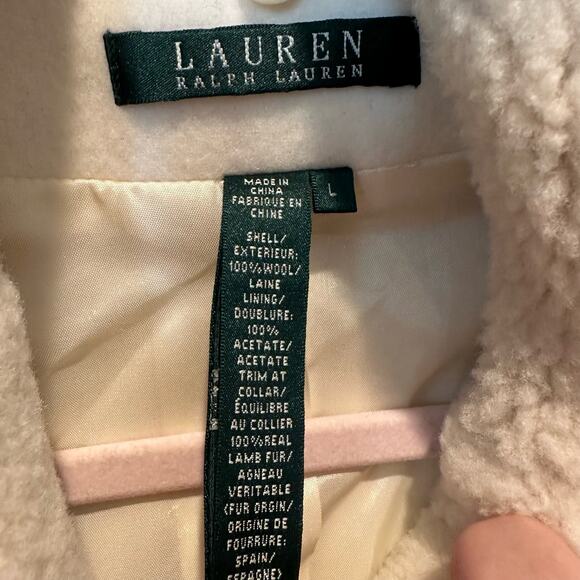 LAUREN
RALPH LAUREN
L
MADE IN
CHINA
FABRIQUE EN
CHINE
SHELL/
EXTERIEUR:
100%WOOL/
LAINE
LINING/
DOUBLURE:
100%
ACETATE/
ACETATE
TRIM AT
COLLAR/
ÉQUILIBRE
AU COLLIER
100%REAL
LAMB FUR/
AGNEAU
VERITABLE
<FUR ORGIN/
ORIGINE DE
FOURRURE:
SPAIN/
ESPAGNE>